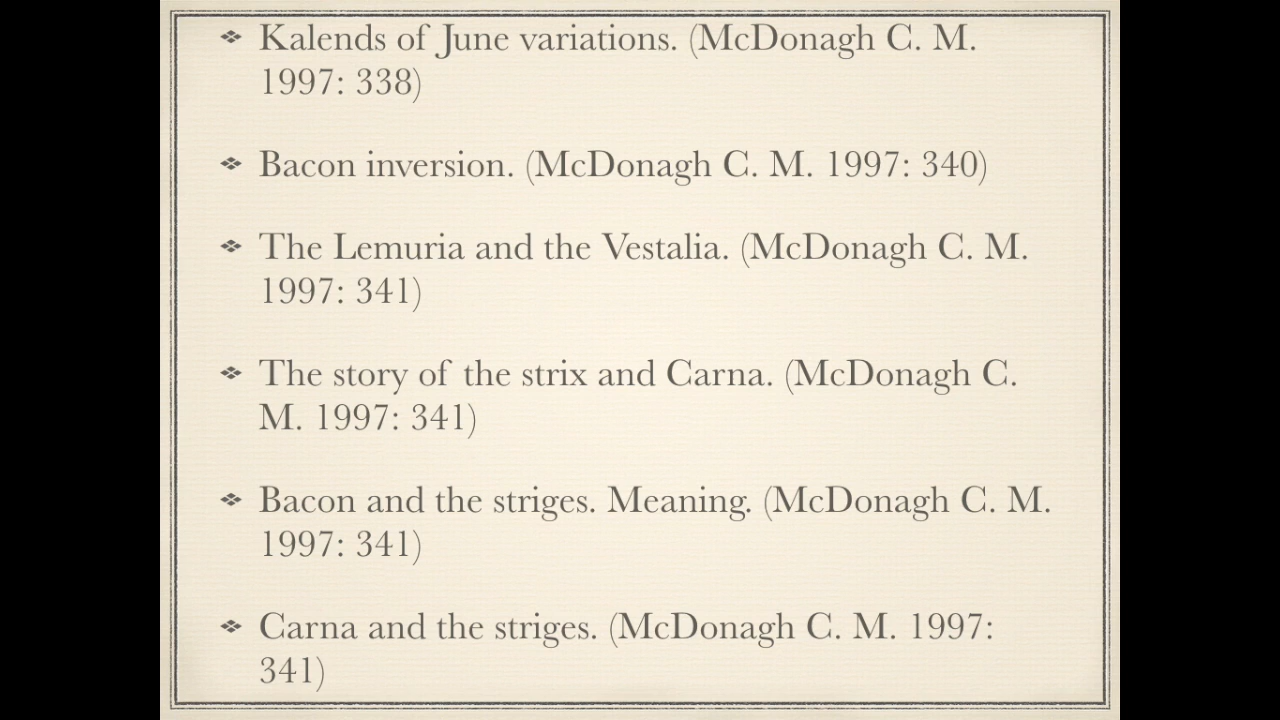 ❖ Kalends of June variations. (McDonagh C. M.
1997: 338)
❖ Bacon inversion. (McDonagh C. M. 1997: 340)
❖ The Lemuria and the Vestalia. (McDonagh C. M.
1997: 341)
❖ The story of the strix and Carna. (McDonagh C.
M. 1997: 341)
❖ Bacon and the striges. Meaning. (McDonagh C. M.
1997: 341)
❖ Carna and the striges. (McDonagh C. M. 1997:
341)